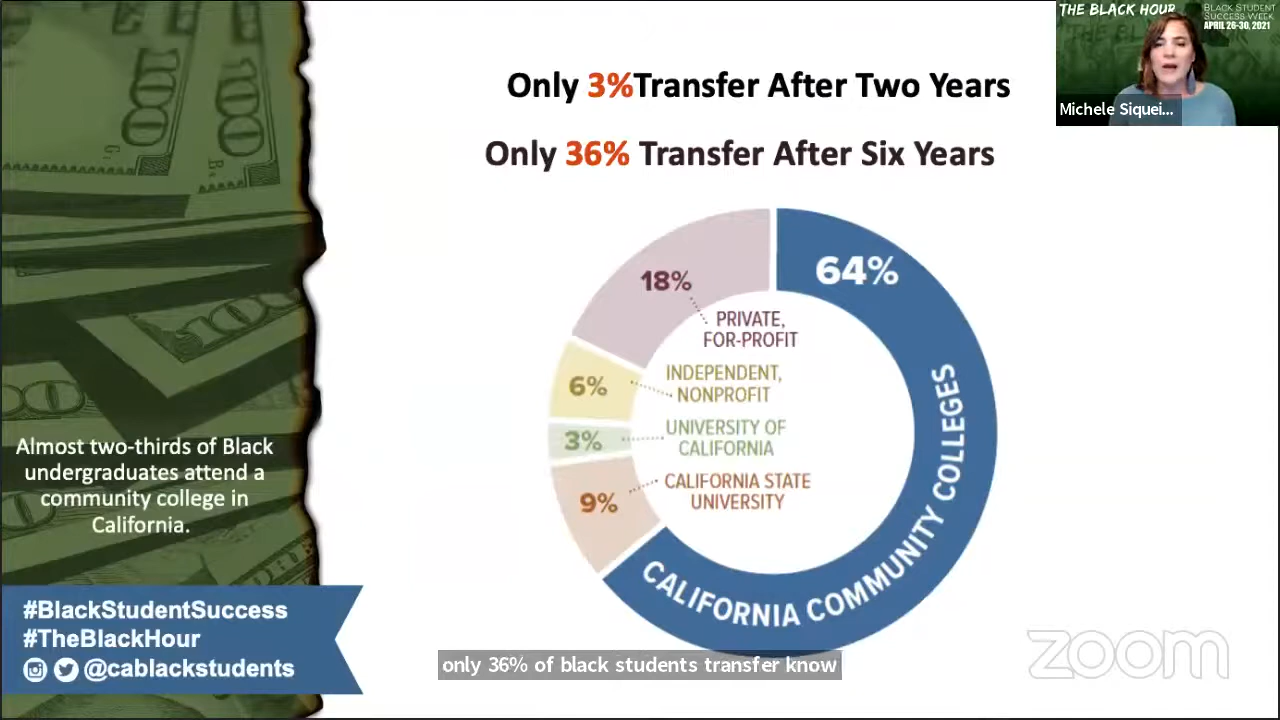 Only 3%Transfer After Two Years
Only 36% Transfer After Six Years
THE BLACK HOUR
BLACK STUDENT
SUCCESS WEEK
APRIL 26-30, 2021
Michele Siquei...
64%
18%
PRIVATE,
FOR-PROFIT
6%
INDEPENDENT,
NONPROFIT
3%
UNIVERSITY OF
CALIFORNIA
9%
CALIFORNIA STATE
UNIVERSITY
CALIFORNIA COMMUNITY COLLEGES
100
100
100
Almost two-thirds of Black
undergraduates attend a
community college in
California.
#BlackStudentSuccess
#TheBlackHour
@cablackstudents
only 36% of black students transfer know
zoom